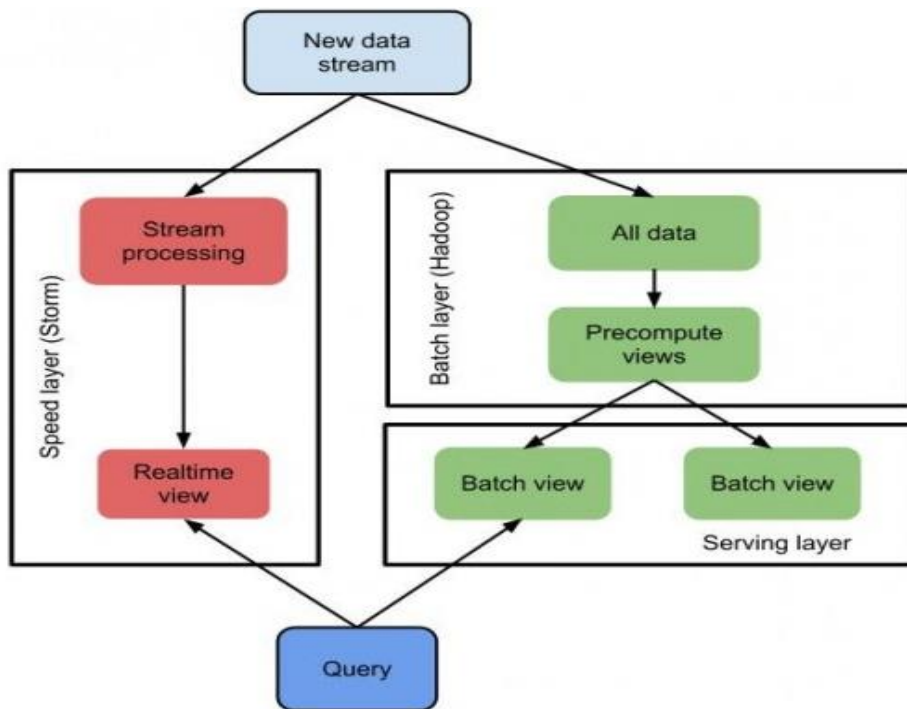 New data
stream
Speed layer (Storm)
Stream
processing
Realtime
view
Batch layer (Hadoop)
All data
Precompute
views
Batch view
Batch view
Serving layer
Query